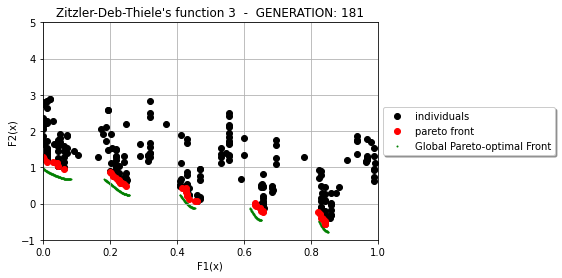 Zitzler-Deb-Thiele's function 3 - GENERATION: 181
5
4
3
2
1
0
-1
F2(x)
0.0 0.2 0.4 0.6 0.8 1.0
F1(x)
individuals
pareto front
Global Pareto-optimal Front